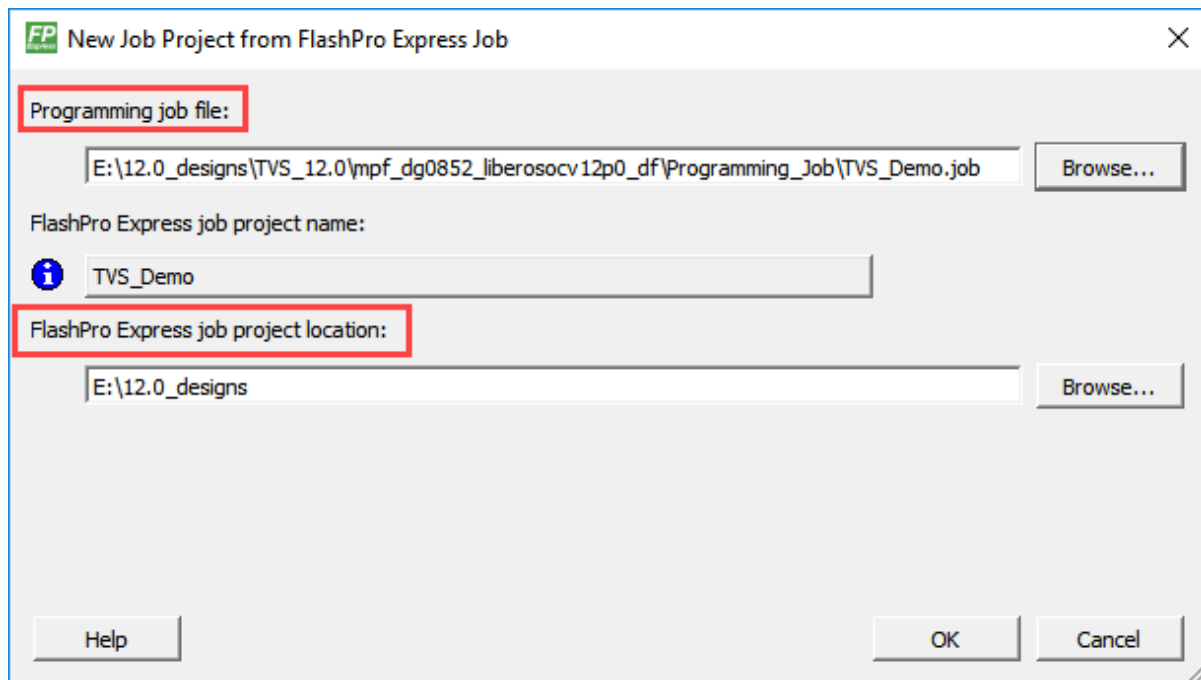 FP Express New Job Project from FlashPro Express Job
Programming job file:
E:\12.0_designs\TVS_12.0\mpf_dg0852_liberosocv12p0_df\Programming_Job\TVS_Demo.job Browse...
FlashPro Express job project name:
i TVS_Demo
FlashPro Express job project location:
E:\12.0_designs Browse...
Help OK Cancel